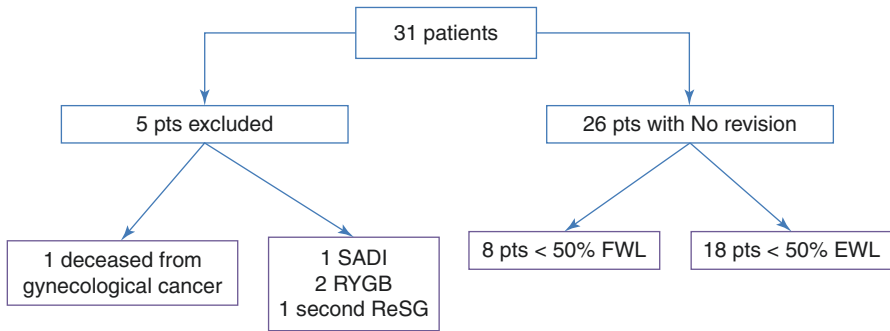 31 patients
5 pts excluded
26 pts with No revision
1 deceased from
gynecological cancer
1 SADI
2 RYGB
1 second ReSG
8 pts < 50% FWL
18 pts < 50% EWL